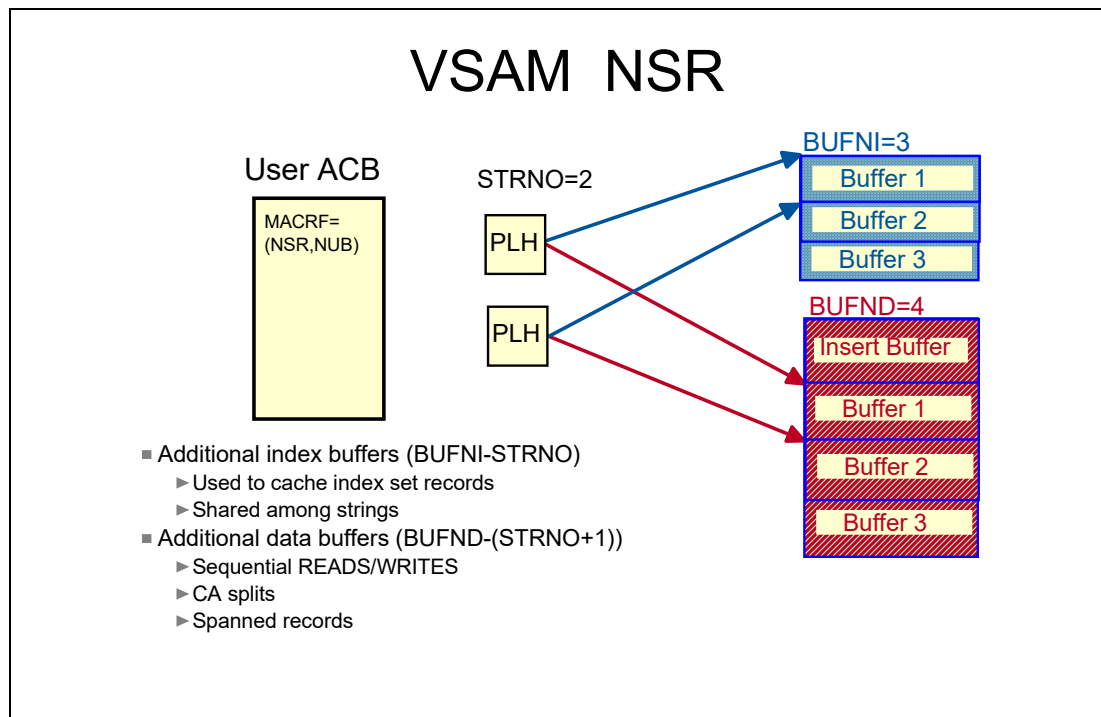 VSAM NSR
User ACB
MACRF=
(NSR,NUB)
STRNO=2
PLH
PLH
BUFNI=3
Buffer 1
Buffer 2
Buffer 3
BUFND=4
Insert Buffer
Buffer 1
Buffer 2
Buffer 3
■ Additional index buffers (BUFNI-STRNO)
► Used to cache index set records
► Shared among strings
■ Additional data buffers (BUFND-(STRNO+1))
► Sequential READS/WRITES
► CA splits
► Spanned records